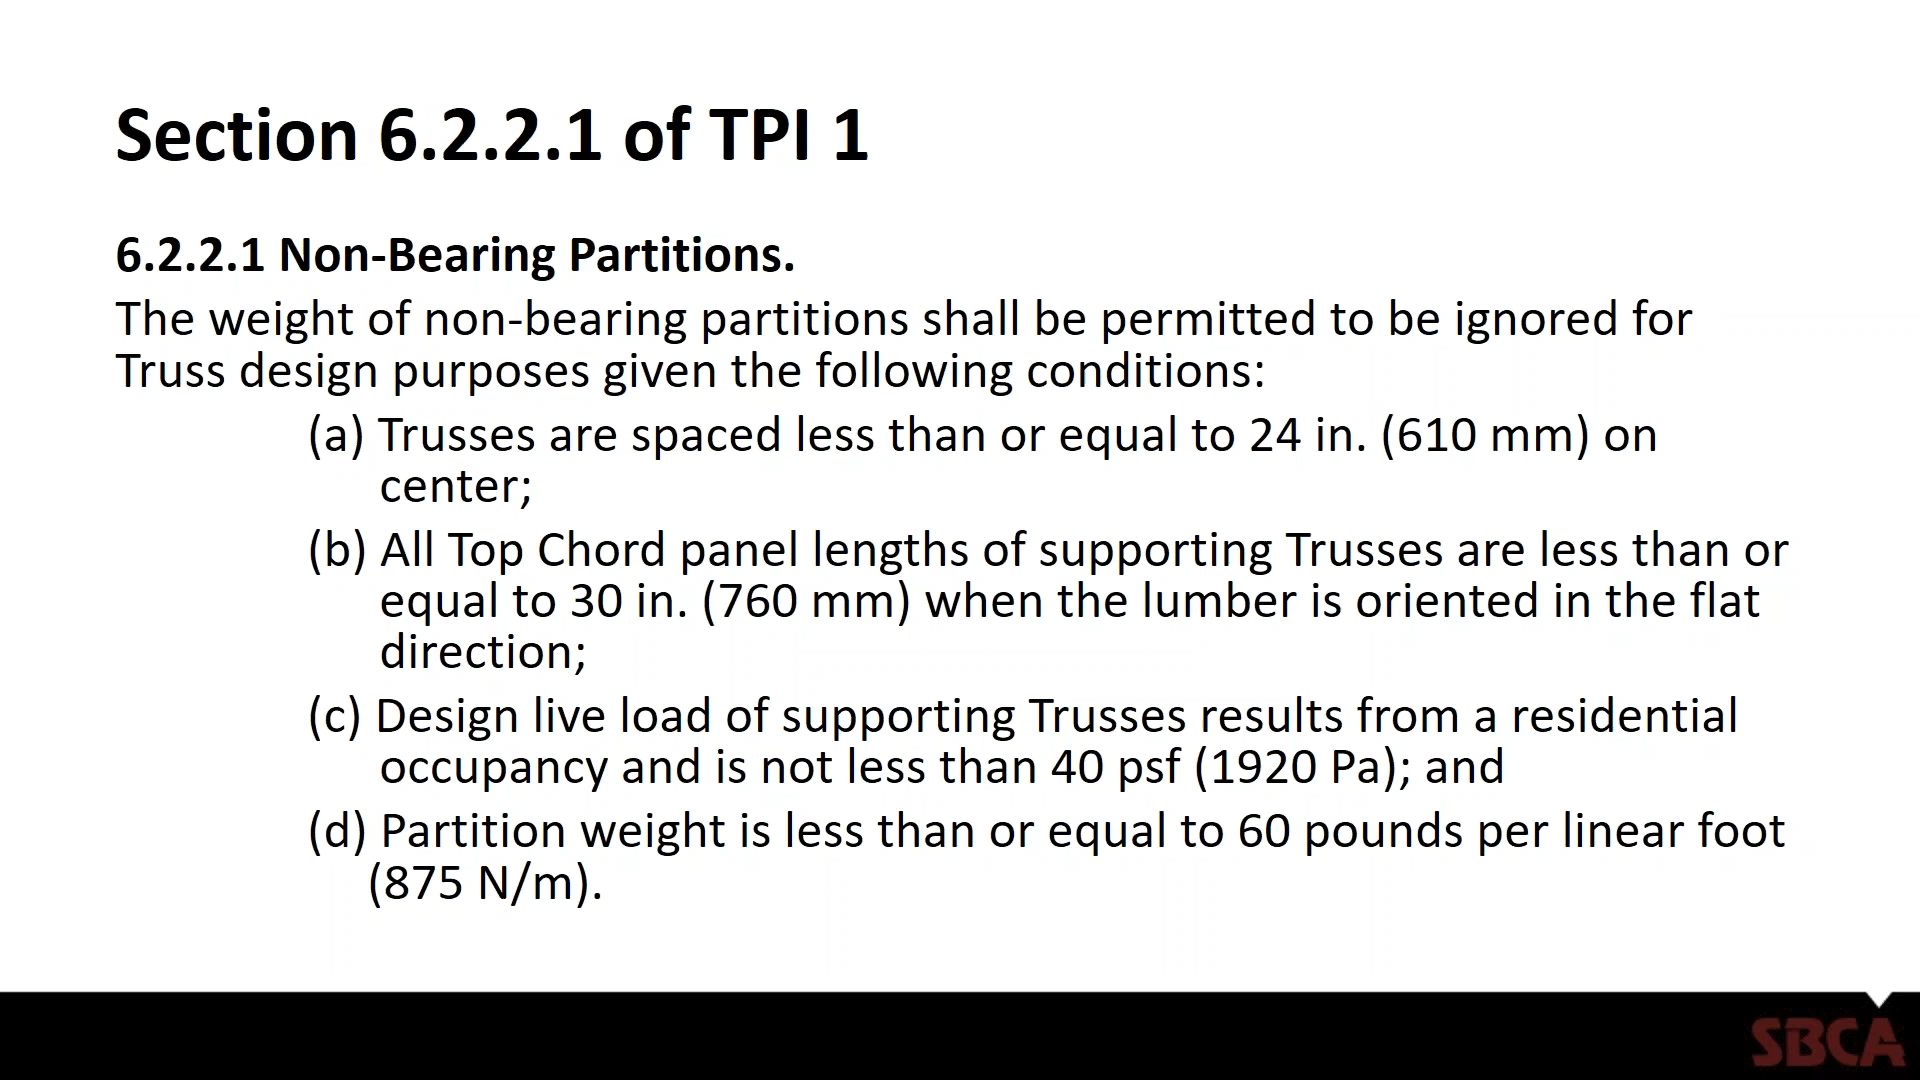 Section 6.2.2.1 of TPI 1
6.2.2.1 Non-Bearing Partitions.
The weight of non-bearing partitions shall be permitted to be ignored for
Truss design purposes given the following conditions:
(a) Trusses are spaced less than or equal to 24 in. (610 mm) on
center;
(b) All Top Chord panel lengths of supporting Trusses are less than or
equal to 30 in. (760 mm) when the lumber is oriented in the flat
direction;
(c) Design live load of supporting Trusses results from a residential
occupancy and is not less than 40 psf (1920 Pa); and
(d) Partition weight is less than or equal to 60 pounds per linear foot
(875 N/m).
SBCA